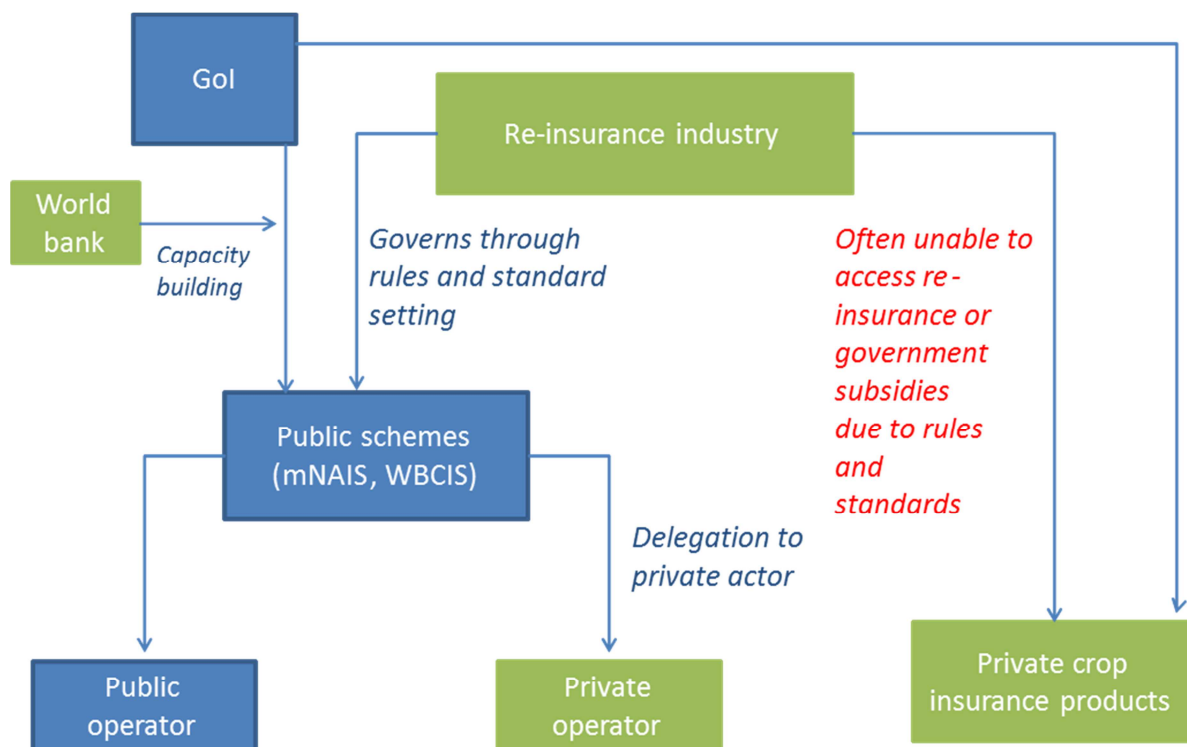 GoI
Re-insurance industry
World
bank
Capacity
building
Governs through
rules and standard
setting
Often unable to
access re-
insurance or
government
subsidies
due to rules
and
standards
Public schemes
(mNAIS, WBCIS)
Delegation to
private actor
Public
operator
Private
operator
Private crop
insurance products